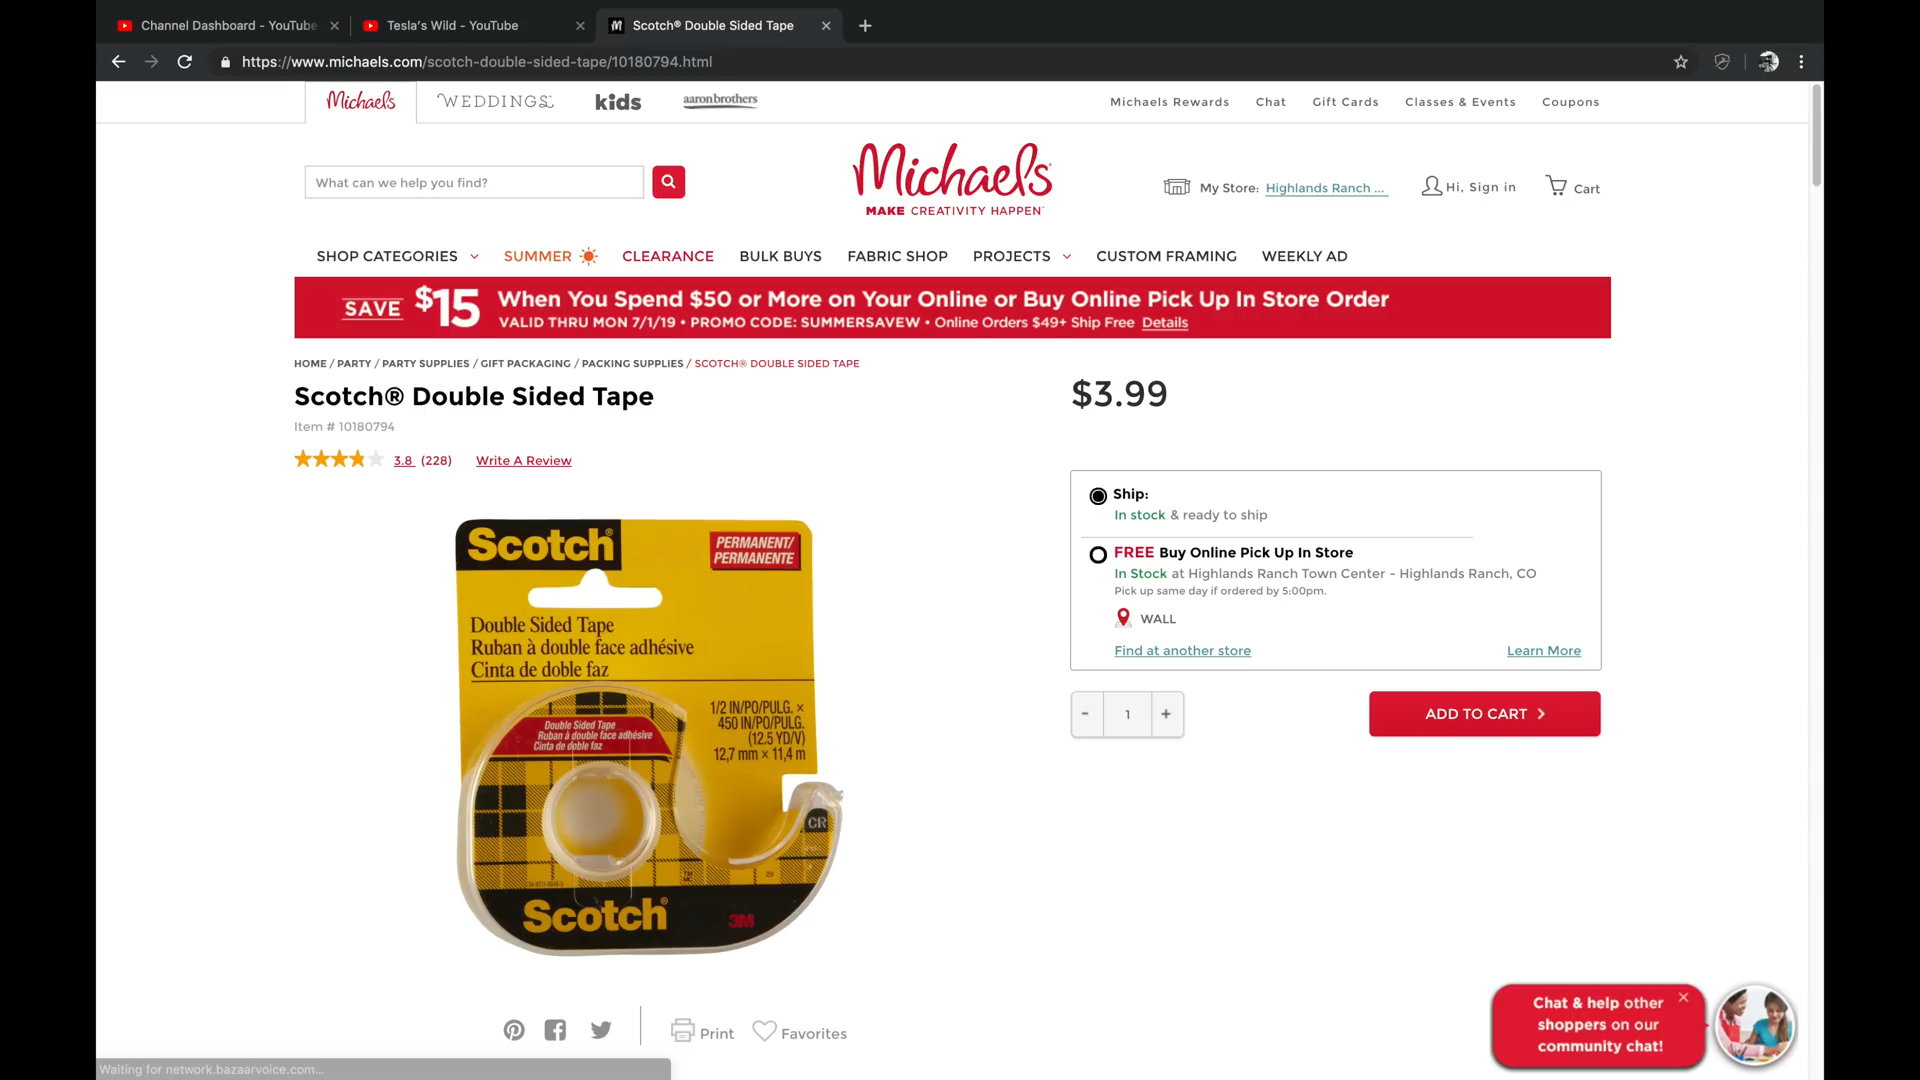 Channel Dashboard - YouTube
Tesla's Wild - YouTube
Scotch® Double Sided Tape
https://www.michaels.com/scotch-double-sided-tape/10180794.html
Michaels
WEDDINGS
kids
aaron brothers
Michaels Rewards
Chat
Gift Cards
Classes & Events
Coupons
What can we help you find?
Michaels
MAKE CREATIVITY HAPPEN
My Store: Highlands Ranch ...
Hi, Sign in
Cart
SHOP CATEGORIES
SUMMER
CLEARANCE
BULK BUYS
FABRIC SHOP
PROJECTS
CUSTOM FRAMING
WEEKLY AD
SAVE $15 When You Spend $50 or More on Your Online or Buy Online Pick Up In Store Order
VALID THRU MON 7/1/19 • PROMO CODE: SUMMERSAVEW • Online Orders $49+ Ship Free Details
HOME / PARTY / PARTY SUPPLIES / GIFT PACKAGING / PACKING SUPPLIES / SCOTCH® DOUBLE SIDED TAPE
Scotch® Double Sided Tape
Item # 10180794
3.8 (228) Write A Review
$3.99
Ship:
In stock & ready to ship
FREE Buy Online Pick Up In Store
In Stock at Highlands Ranch Town Center - Highlands Ranch, CO
Pick up same day if ordered by 5:00pm.
WALL
Find at another store
Learn More
- 1 +
ADD TO CART
Scotch®
PERMANENT/
PERMANENTE
Double Sided Tape
Ruban à double face adhésive
Cinta de doble faz
1/2 IN/PO/PULG. ×
450 IN/PO/PULG.
(12.5 YD/V)
12,7 mm × 11,4 m
Double Sided Tape
Ruban à double face adhésive
Cinta de doble faz
CR
TM
MC
29
Scotch®
3M
Print
Favorites
Chat & help other
shoppers on our
community chat!
Waiting for network.bazaarvoice.com...